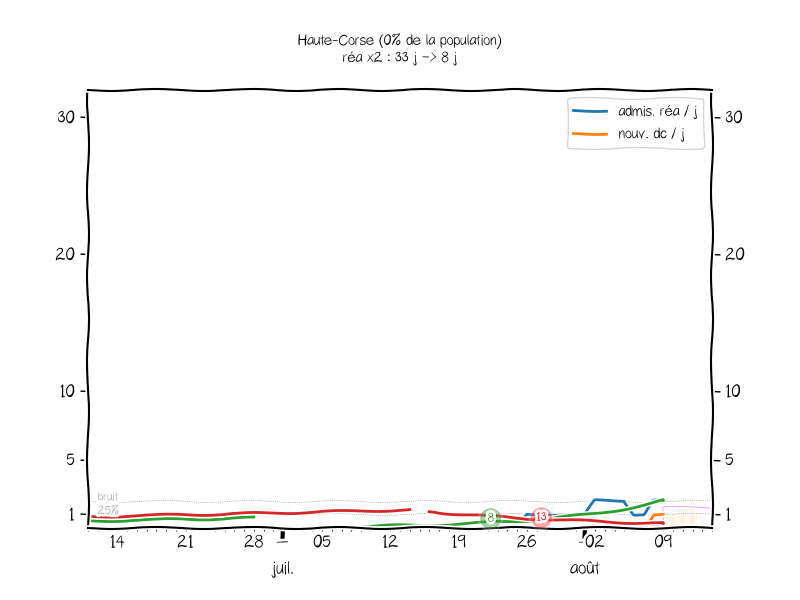 Haute-Corse (0% de la population)
réa x2 : 33 j -> 8 j
admis. réa / j
nouv. dc / j
30
30
20
20
10
10
5
5
bruit
25%
1
1
8
13
14 21 28 05 12 19 26 02 09
juil. août